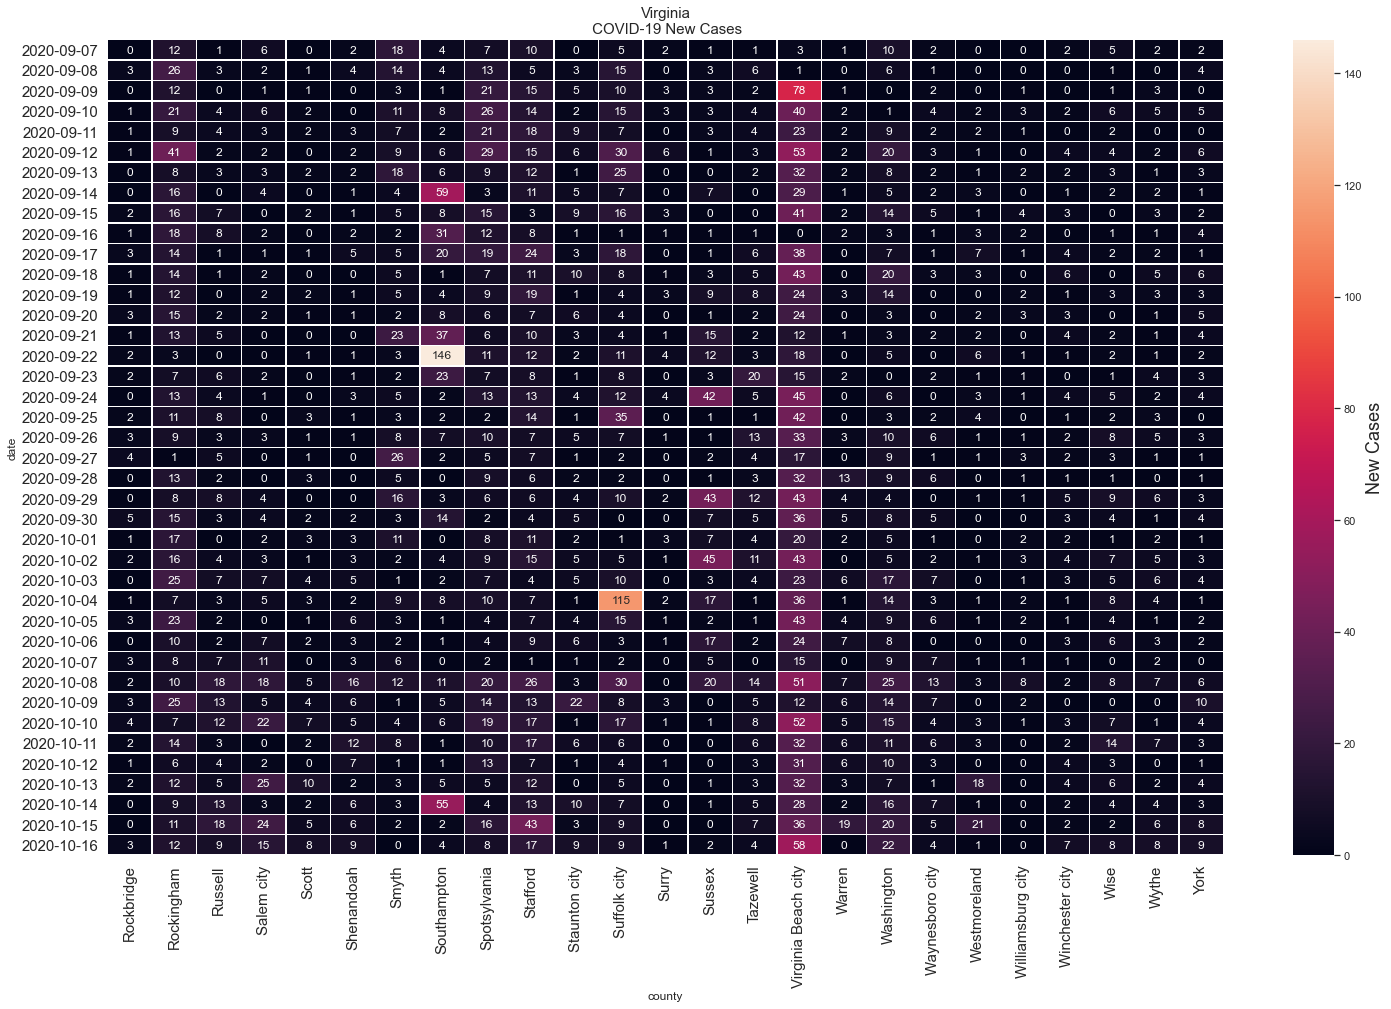 Virginia
COVID-19 New Cases
2020-09-07 0 12 1 6 0 2 18 4 7 10 0 5 2 1 1 3 1 10 2 0 0 2 5 2 2
2020-09-08 3 26 3 2 1 4 14 4 13 5 3 15 0 3 6 1 0 6 1 0 0 0 1 0 4
2020-09-09 0 12 0 1 1 0 3 1 21 15 5 10 3 3 2 78 1 0 2 0 1 0 1 3 0
2020-09-10 1 21 4 6 2 0 11 8 26 14 2 15 3 3 4 40 2 1 4 2 3 2 6 5 5
2020-09-11 1 9 4 3 2 3 7 2 21 18 9 7 0 3 4 23 2 9 2 2 1 0 2 0 0
2020-09-12 1 41 2 2 0 2 9 6 29 15 6 30 6 1 3 53 2 20 3 1 0 4 4 2 6
2020-09-13 0 8 3 3 2 2 18 6 9 12 1 25 0 0 2 32 2 8 2 1 2 2 3 1 3
2020-09-14 0 16 0 4 0 1 4 59 3 11 5 7 0 7 0 29 1 5 2 3 0 1 2 2 1
2020-09-15 2 16 7 0 2 1 5 8 15 3 9 16 3 0 0 41 2 14 5 1 4 3 0 3 2
2020-09-16 1 18 8 2 0 2 2 31 12 8 1 1 1 1 1 0 2 3 1 3 2 0 1 1 4
2020-09-17 3 14 1 1 1 5 5 20 19 24 3 18 0 1 6 38 0 7 1 7 1 4 2 2 1
2020-09-18 1 14 1 2 0 0 5 1 7 11 10 8 1 3 5 43 0 20 3 3 0 6 0 5 6
2020-09-19 1 12 0 2 2 1 5 4 9 19 1 4 3 9 8 24 3 14 0 0 2 1 3 3 3
2020-09-20 3 15 2 2 1 1 2 8 6 7 6 4 0 1 2 24 0 3 0 2 3 3 0 1 5
2020-09-21 1 13 5 0 0 0 23 37 6 10 3 4 1 15 2 12 1 3 2 2 0 4 2 1 4
2020-09-22 2 3 0 0 1 1 3 146 11 12 2 11 4 12 3 18 0 5 0 6 1 1 2 1 2
2020-09-23 2 7 6 2 0 1 2 23 7 8 1 8 0 3 20 15 2 0 2 1 1 0 1 4 3
2020-09-24 0 13 4 1 0 3 5 2 13 13 4 12 4 42 5 45 0 6 0 3 1 4 5 2 4
2020-09-25 2 11 8 0 3 1 3 2 2 14 1 35 0 1 1 42 0 3 2 4 0 1 2 3 0
2020-09-26 3 9 3 3 1 1 8 7 10 7 5 7 1 1 13 33 3 10 6 1 1 2 8 5 3
2020-09-27 4 1 5 0 1 0 26 2 5 7 1 2 0 2 4 17 0 9 1 1 3 2 3 1 1
2020-09-28 0 13 2 0 3 0 5 0 9 6 2 2 0 1 3 32 13 9 6 0 1 1 1 0 1
2020-09-29 0 8 8 4 0 0 16 3 6 6 4 10 2 43 12 43 4 4 0 1 1 5 9 6 3
2020-09-30 5 15 3 4 2 2 3 14 2 4 5 0 0 7 5 36 5 8 5 0 0 3 4 1 4
2020-10-01 1 17 0 2 3 3 11 0 8 11 2 1 3 7 4 20 2 5 1 0 2 2 1 2 1
2020-10-02 2 16 4 3 1 3 2 4 9 15 5 5 1 45 11 43 0 5 2 1 3 4 7 5 3
2020-10-03 0 25 7 7 4 5 1 2 7 4 5 10 0 3 4 23 6 17 7 0 1 3 5 6 4
2020-10-04 1 7 3 5 3 2 9 8 10 7 1 115 2 17 1 36 1 14 3 1 2 1 8 4 1
2020-10-05 3 23 2 0 1 6 3 1 4 7 4 15 1 2 1 43 4 9 6 1 2 1 4 1 2
2020-10-06 0 10 2 7 2 3 2 1 4 9 6 3 1 17 2 24 7 8 0 0 0 3 6 3 2
2020-10-07 3 8 7 11 0 3 6 0 2 1 1 2 0 5 0 15 0 9 7 1 1 1 0 2 0
2020-10-08 2 10 18 18 5 16 12 11 20 26 3 30 0 20 14 51 7 25 13 3 8 2 8 7 6
2020-10-09 3 25 13 5 4 6 1 5 14 13 22 8 3 0 5 12 6 14 7 0 2 0 0 0 10
2020-10-10 4 7 12 22 7 5 4 6 19 17 1 17 1 1 8 52 5 15 4 3 1 3 7 1 4
2020-10-11 2 14 3 0 2 12 8 1 10 17 6 6 0 0 6 32 6 11 6 3 0 2 14 7 3
2020-10-12 1 6 4 2 0 7 1 1 13 7 1 4 1 0 3 31 6 10 3 0 0 4 3 0 1
2020-10-13 2 12 5 25 10 2 3 5 5 12 0 5 0 1 3 32 3 7 1 18 0 4 6 2 4
2020-10-14 0 9 13 3 2 6 3 55 4 13 10 7 0 1 5 28 2 16 7 1 0 2 4 4 3
2020-10-15 0 11 18 24 5 6 2 2 16 43 3 9 0 0 7 36 19 20 5 21 0 2 2 6 8
2020-10-16 3 12 9 15 8 9 0 4 8 17 9 9 1 2 4 58 0 22 4 1 0 7 8 8 9
date
Rockbridge
Rockingham
Russell
Salem city
Scott
Shenandoah
Smyth
Southampton
Spotsylvania
Stafford
Staunton city
Suffolk city
Surry
Sussex
Tazewell
Virginia Beach city
Warren
Washington
Waynesboro city
Westmoreland
Williamsburg city
Winchester city
Wise
Wythe
York
county
140
120
100
80
60
40
20
0
New Cases